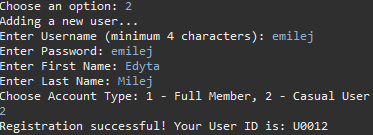 Choose an option: 2
Adding a new user...
Enter Username (minimum 4 characters): emilej
Enter Password: emilej
Enter First Name: Edyta
Enter Last Name: Milej
Choose Account Type: 1 - Full Member, 2 - Casual User
2
Registration successful! Your User ID is: U0012